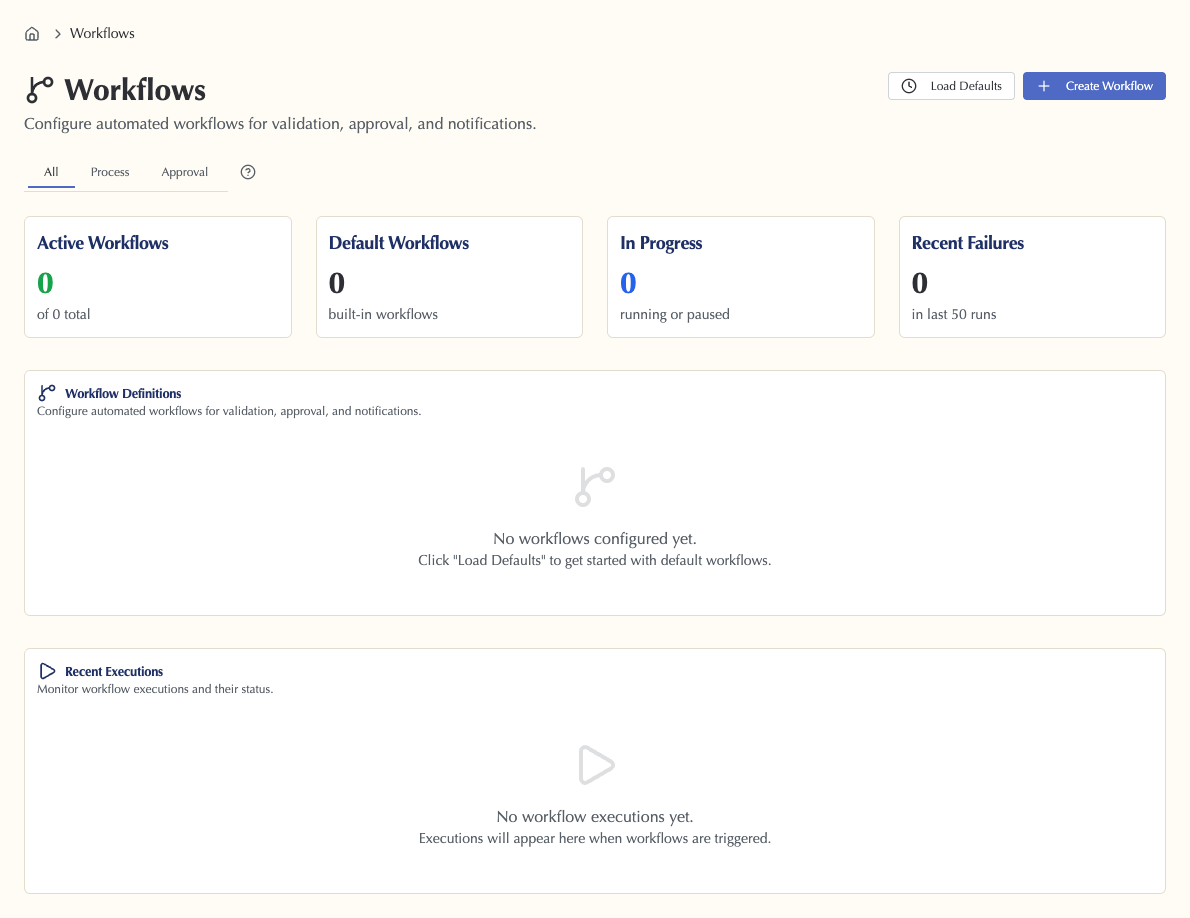 Workflows
Workflows
Load Defaults
Create Workflow
Configure automated workflows for validation, approval, and notifications.
All
Process
Approval
Active Workflows
0
of 0 total
Default Workflows
0
built-in workflows
In Progress
0
running or paused
Recent Failures
0
in last 50 runs
Workflow Definitions
Configure automated workflows for validation, approval, and notifications.
No workflows configured yet.
Click "Load Defaults" to get started with default workflows.
Recent Executions
Monitor workflow executions and their status.
No workflow executions yet.
Executions will appear here when workflows are triggered.